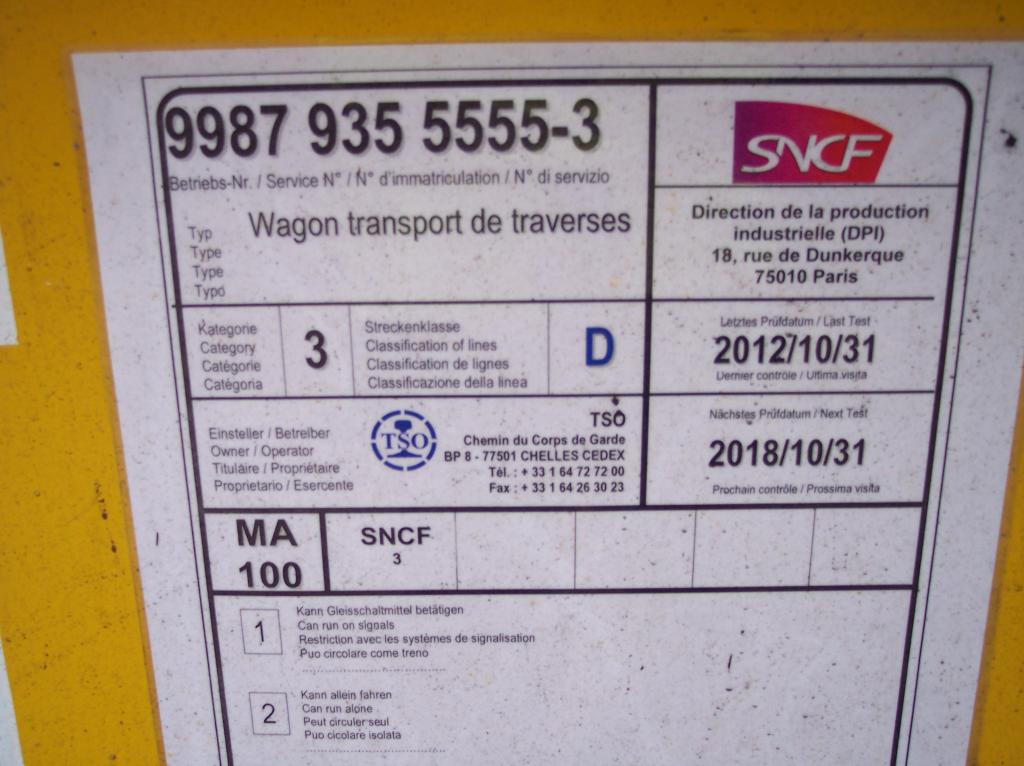 9987 935 5555-3
Betriebs-Nr. / Service N° / N° d'immatriculation / N° di servizio
Typ
Type
Type
Typo
Wagon transport de traverses
SNCF
Direction de la production
industrielle (DPI)
18, rue de Dunkerque
75010 Paris
Kategorie
Category
Catégorie
Catégoria
3
Streckenklasse
Classification of lines
Classification de lignes
Classificazione della linea
D
Letztes Prüfdatum / Last Test
2012/10/31
Dernier contrôle / Ultima visita
Einsteller / Betreiber
Owner / Operator
Titulaire / Propriétaire
Proprietario / Esercente
TSO
TSO
Chemin du Corps de Garde
BP 8 - 77501 CHELLES CEDEX
Tél. : + 33 1 64 72 72 00
Fax : + 33 1 64 26 30 23
Nächstes Prüfdatum / Next Test
2018/10/31
Prochain contrôle / Prossima visita
MA
100
SNCF
3
1
Kann Gleisschaltmittel betätigen
Can run on signals
Restriction avec les systèmes de signalisation
Puo circolare come treno
2
Kann allein fahren
Can run alone
Peut circuler seul
Puo cicolare isolata